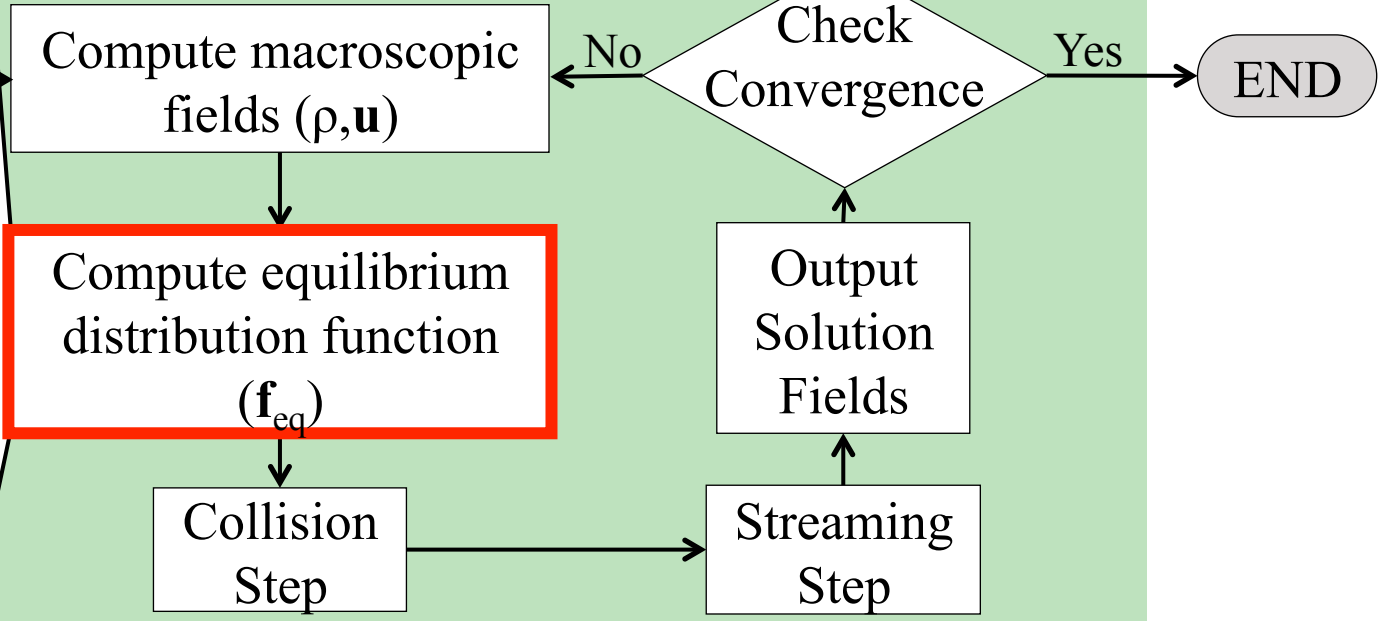 Compute macroscopic
fields (ρ,u)
No
Check
Convergence
Yes
END
Compute equilibrium
distribution function
(feq)
Output
Solution
Fields
Collision
Step
Streaming
Step